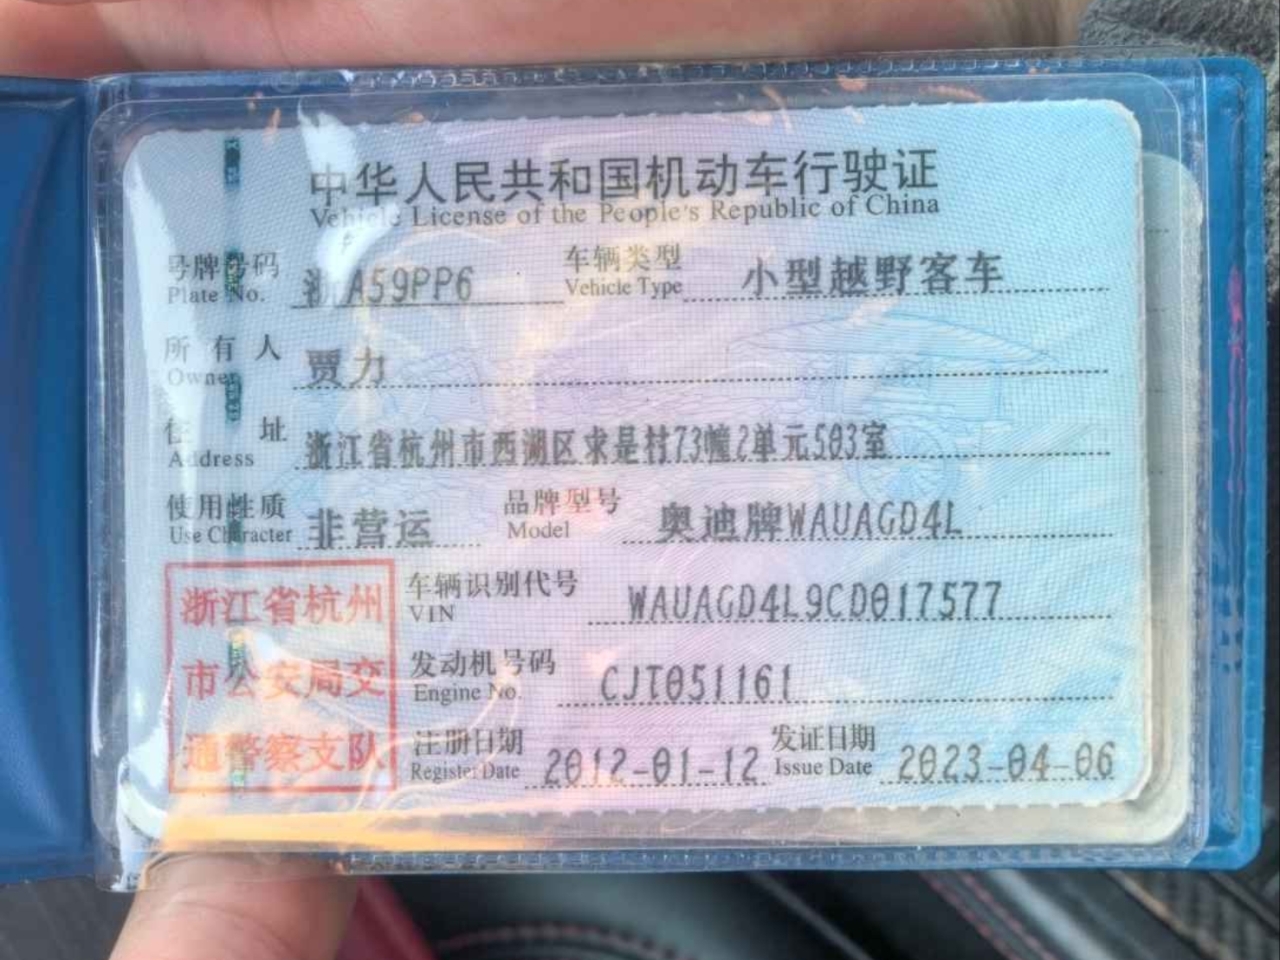 中华人民共和国机动车行驶证
Vehicle License of the People's Republic of China
号牌号码 浙A59PP6 车辆类型 小型越野客车
Plate No. Vehicle Type
所有人 贾力
Owner
住址 浙江省杭州市西湖区求是村73幢2单元503室
Address
使用性质 非营运 品牌型号 奥迪牌WAUAGD4L
Use Character Model
浙江省杭州
市公安局交
通警察支队
车辆识别代号 WAUAGD4L9CD017577
VIN
发动机号码 CJT051161
Engine No.
注册日期 2012-01-12 发证日期 2023-04-06
Register Date Issue Date